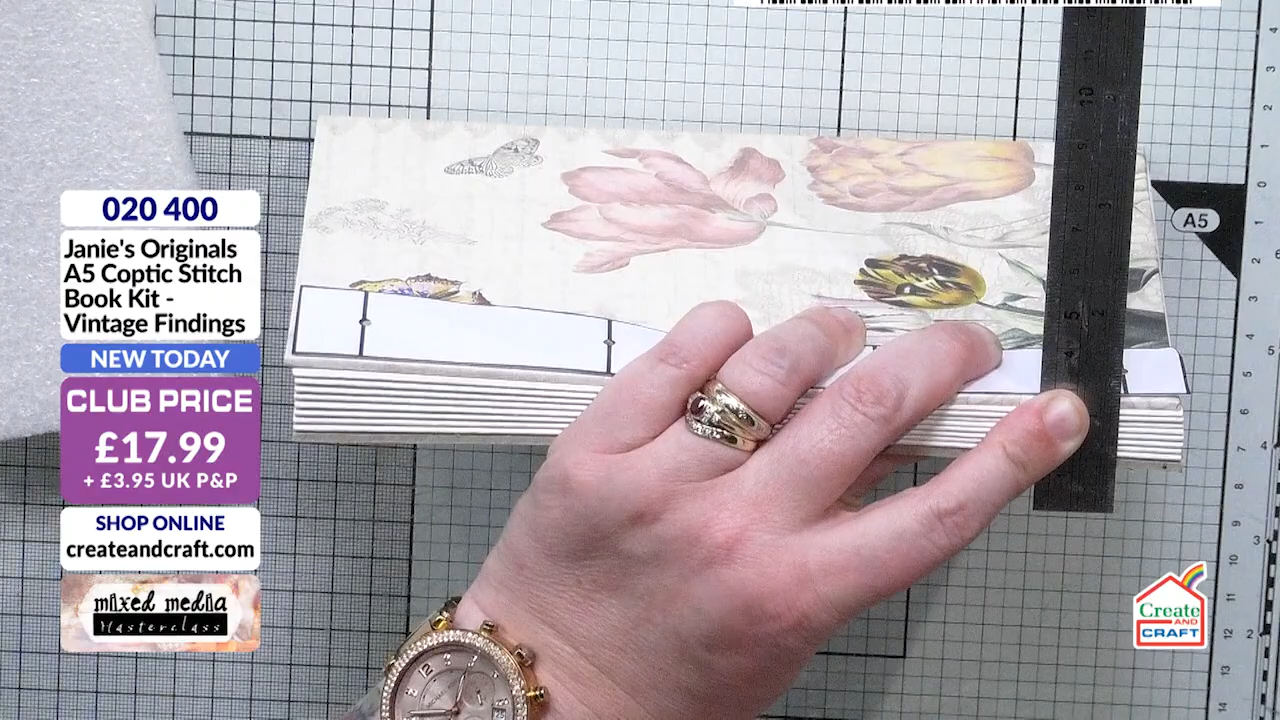 020 400
Janie's Originals
A5 Coptic Stitch
Book Kit -
Vintage Findings
NEW TODAY
CLUB PRICE
£17.99
+ £3.95 UK P&P
SHOP ONLINE
createandcraft.com
mixed media
Masterclass
A5
Create
AND
CRAFT